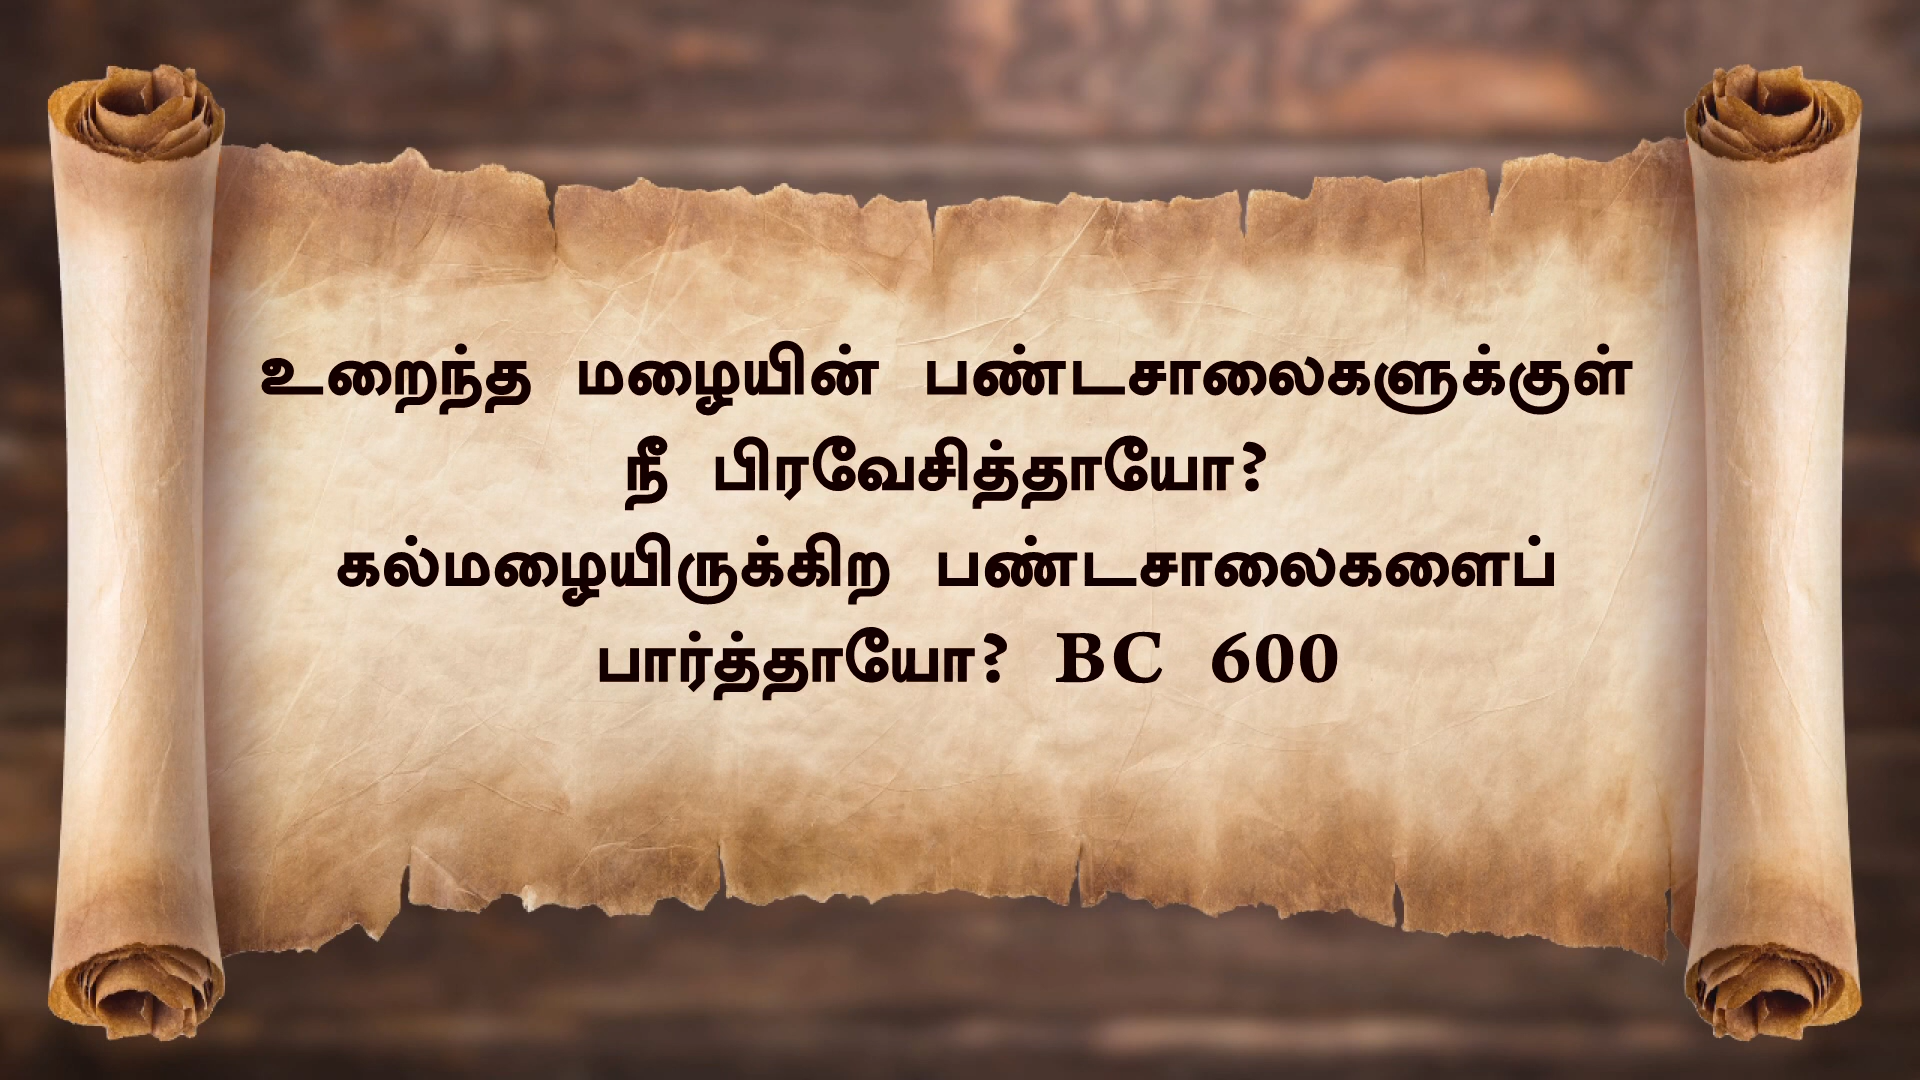 உறைந்த மழையின் பண்டசாலைகளுக்குள்
நீ பிரவேசித்தாயோ?
கல்மழையிருக்கிற பண்டசாலைகளைப்
பார்த்தாயோ? BC 600